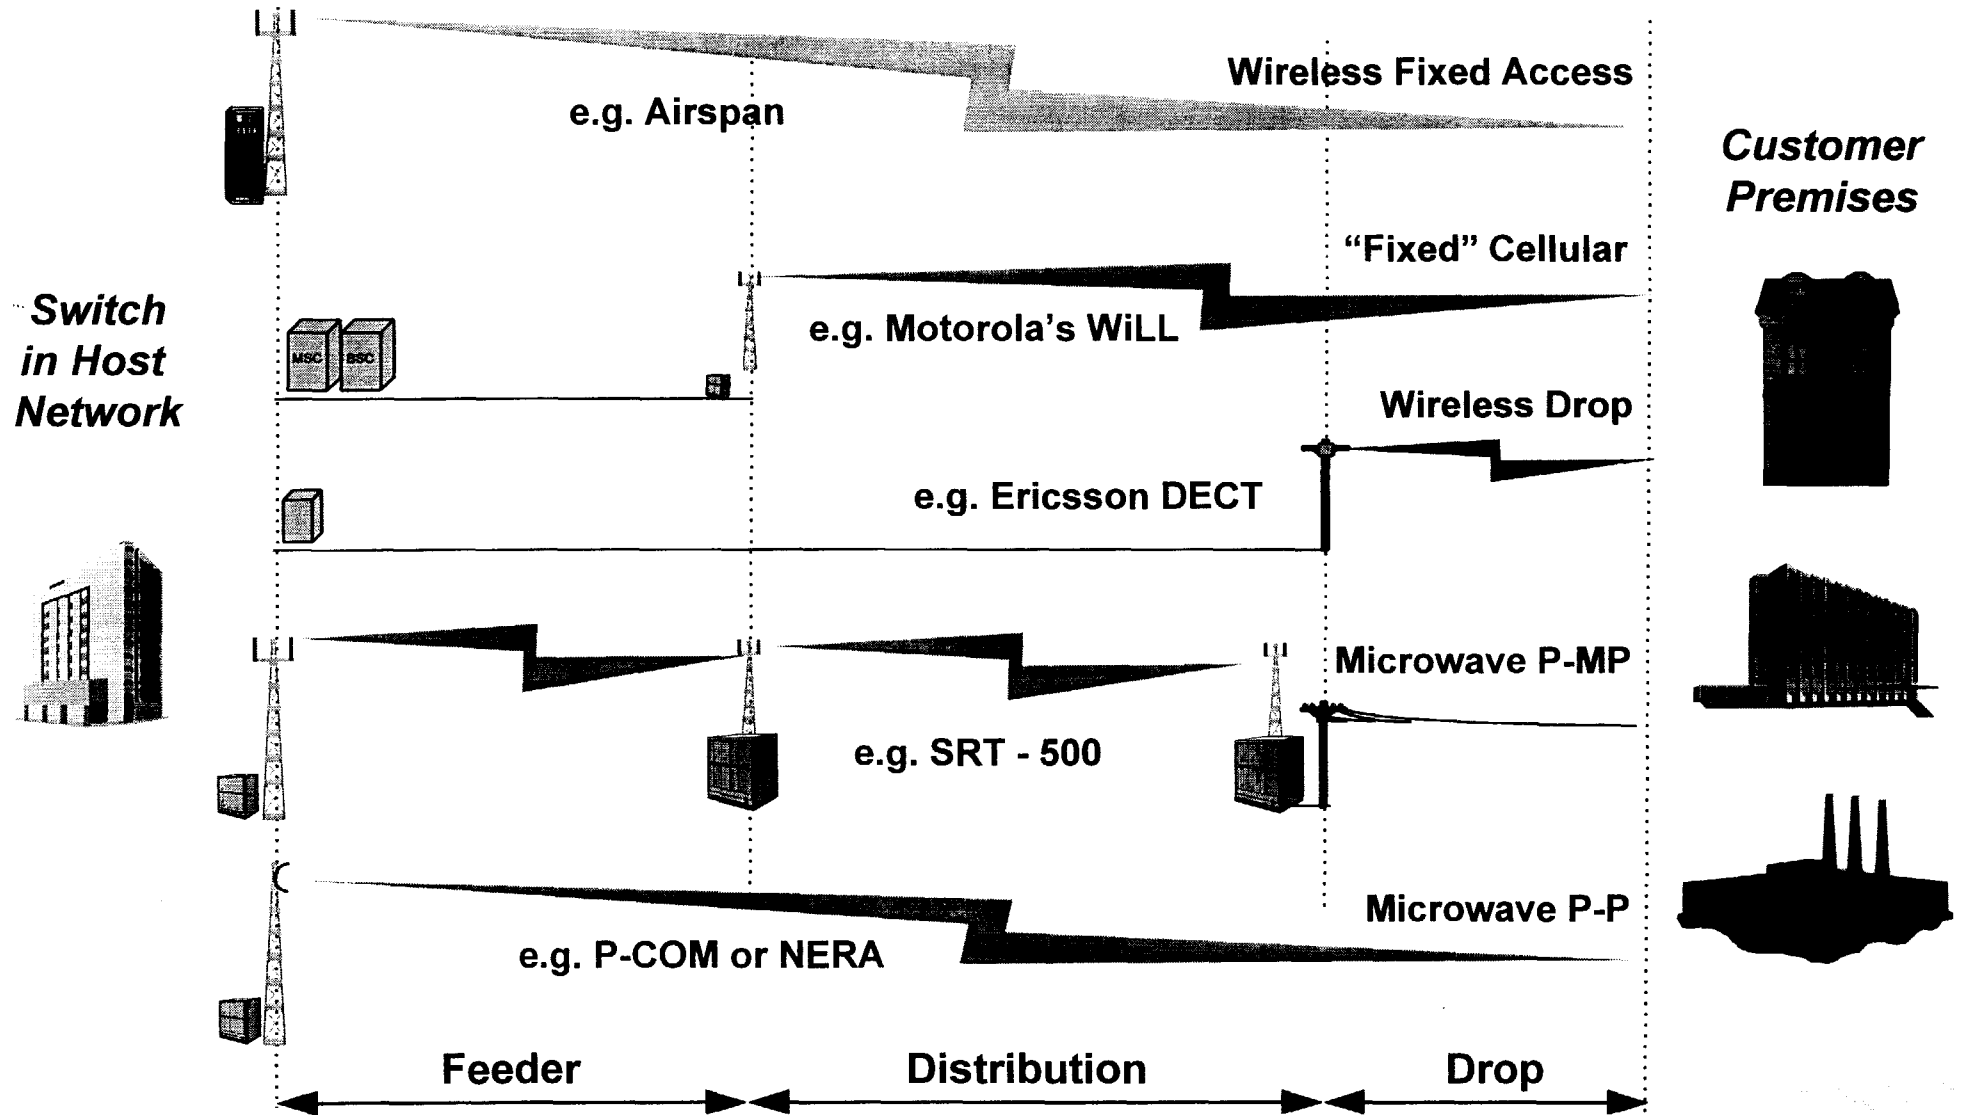 Wireless Fixed Access
e.g. Airspan
Customer
Premises
“Fixed” Cellular
Switch
in Host
Network
MSC
BSC
e.g. Motorola’s WiLL
Wireless Drop
e.g. Ericsson DECT
Microwave P-MP
e.g. SRT - 500
Microwave P-P
e.g. P-COM or NERA
Feeder
Distribution
Drop